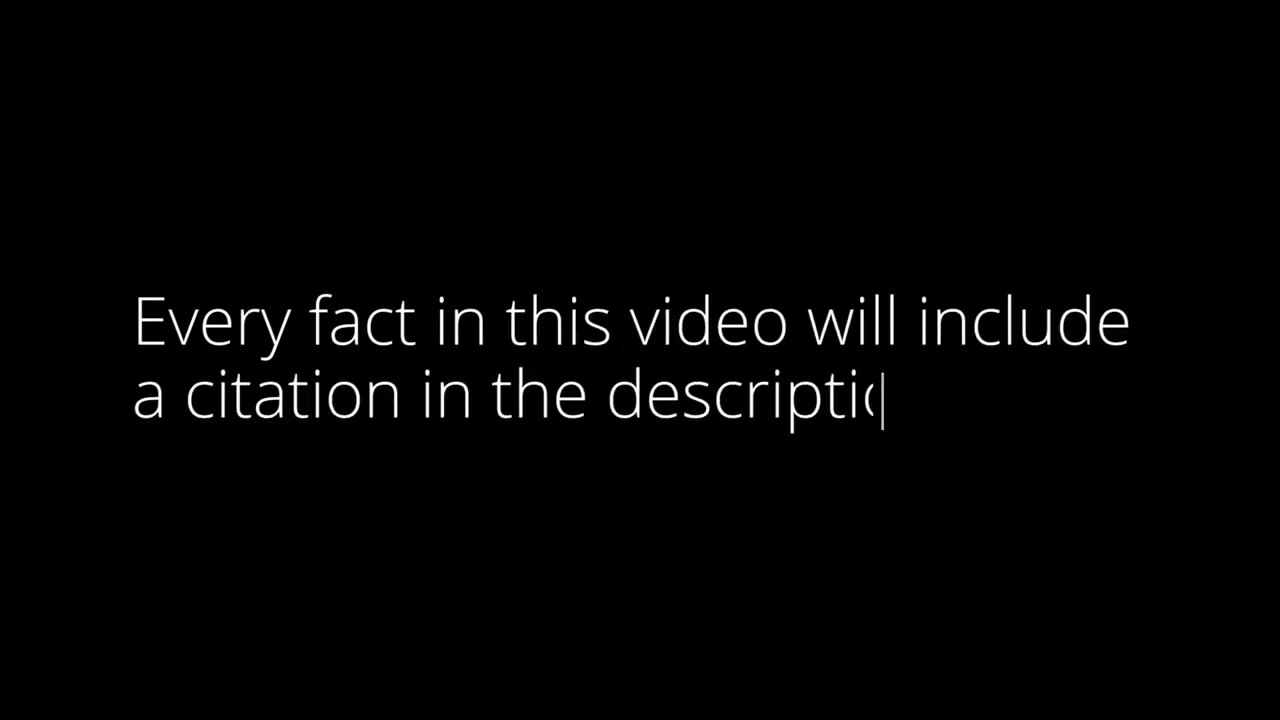 Every fact in this video will include
a citation in the descripti